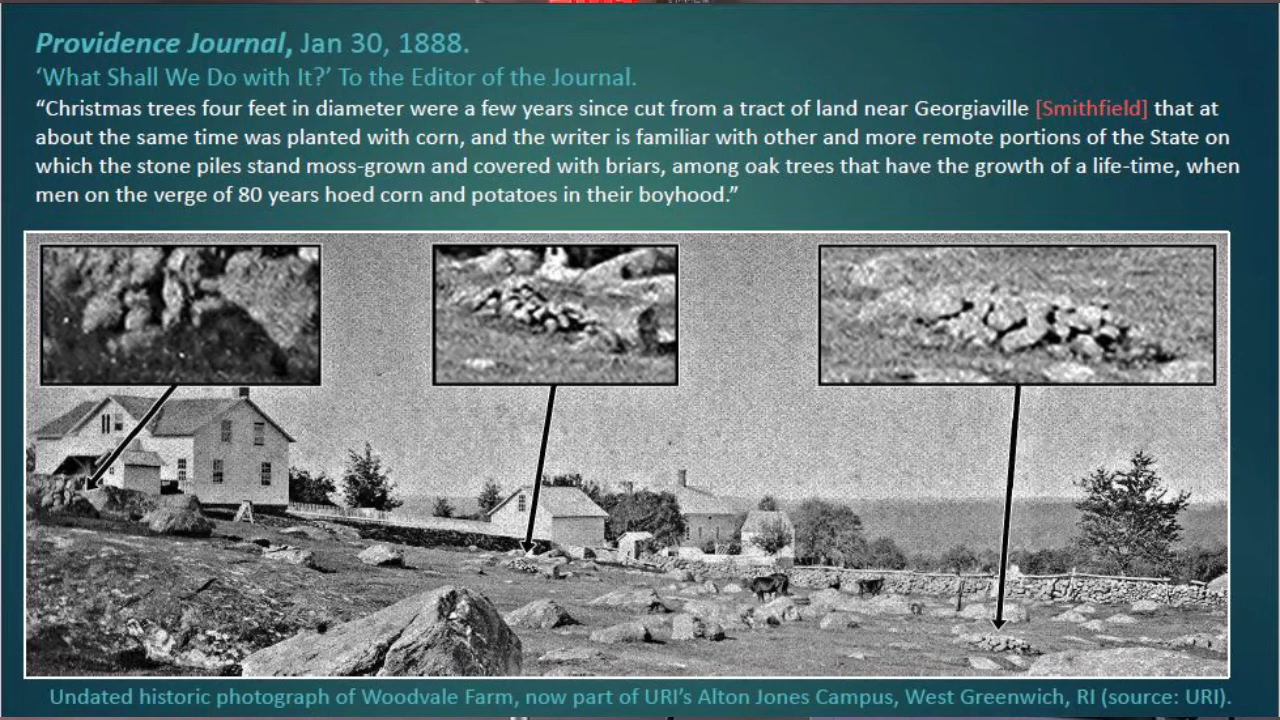 Providence Journal, Jan 30, 1888.
‘What Shall We Do with It?’ To the Editor of the Journal.
“Christmas trees four feet in diameter were a few years since cut from a tract of land near Georgiaville [Smithfield] that at
about the same time was planted with corn, and the writer is familiar with other and more remote portions of the State on
which the stone piles stand moss-grown and covered with briars, among oak trees that have the growth of a life-time, when
men on the verge of 80 years hoed corn and potatoes in their boyhood.”
Undated historic photograph of Woodvale Farm, now part of URI’s Alton Jones Campus, West Greenwich, RI (source: URI).